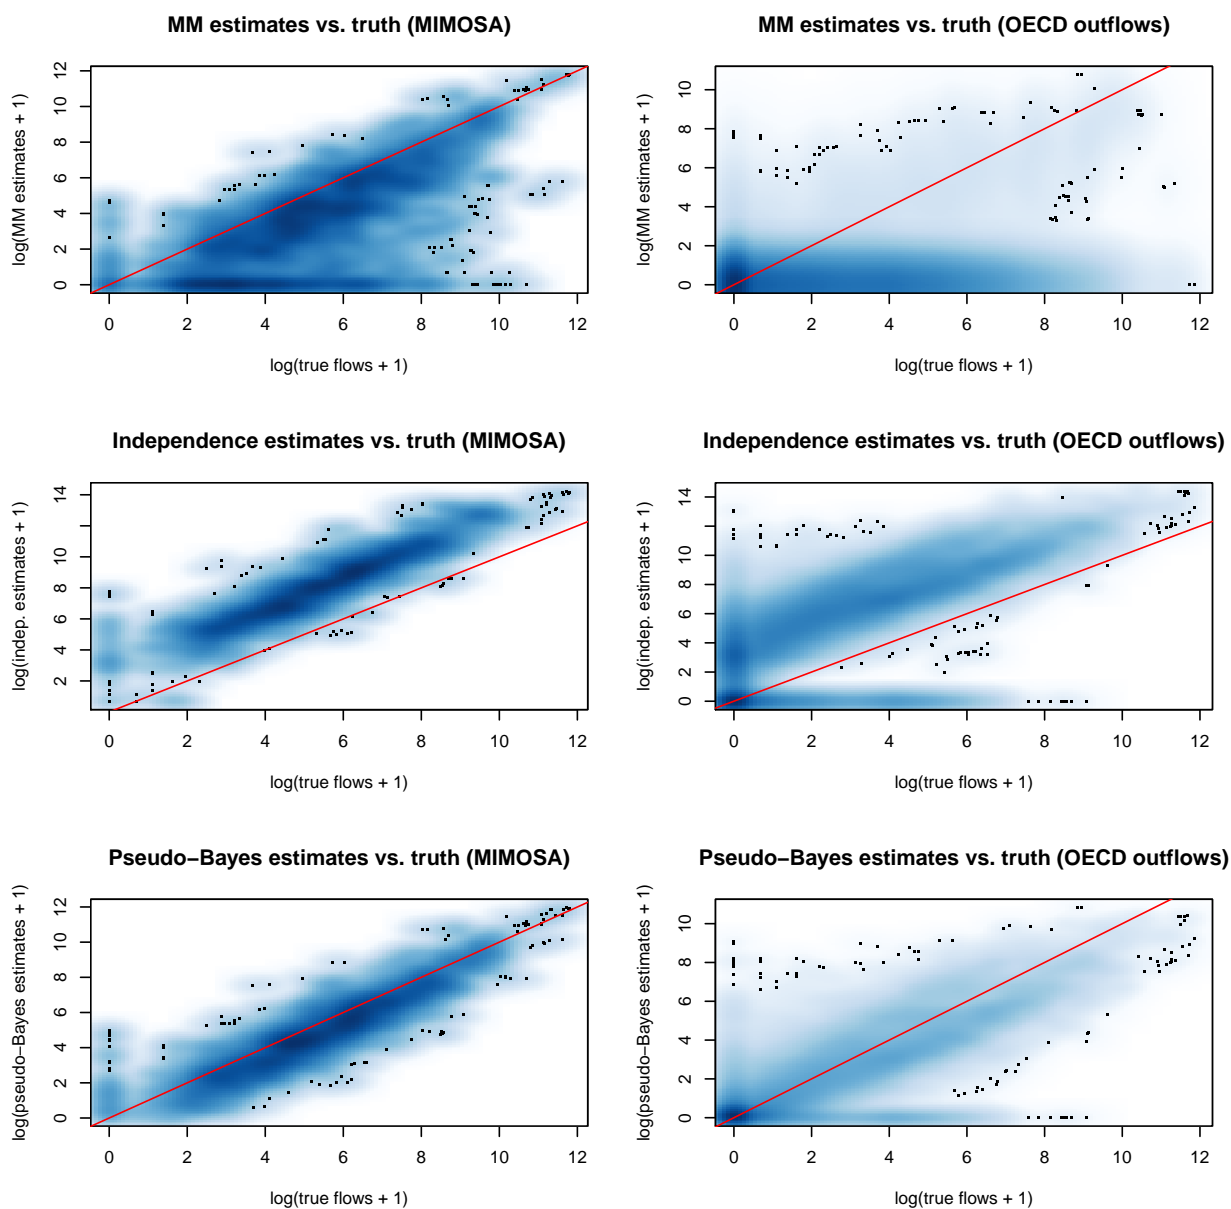 MM estimates vs. truth (MIMOSA)
log(MM estimates + 1)
12
10
8
6
4
2
0
0 2 4 6 8 10 12
log(true flows + 1)
MM estimates vs. truth (OECD outflows)
log(MM estimates + 1)
10
8
6
4
2
0
0 2 4 6 8 10 12
log(true flows + 1)
Independence estimates vs. truth (MIMOSA)
log(indep. estimates + 1)
14
10
8
6
4
2
0 2 4 6 8 10 12
log(true flows + 1)
Independence estimates vs. truth (OECD outflows)
log(indep. estimates + 1)
14
10
8
6
4
2
0
0 2 4 6 8 10 12
log(true flows + 1)
Pseudo−Bayes estimates vs. truth (MIMOSA)
log(pseudo−Bayes estimates + 1)
12
10
8
6
4
2
0
0 2 4 6 8 10 12
log(true flows + 1)
Pseudo−Bayes estimates vs. truth (OECD outflows)
log(pseudo−Bayes estimates + 1)
10
8
6
4
2
0
0 2 4 6 8 10 12
log(true flows + 1)